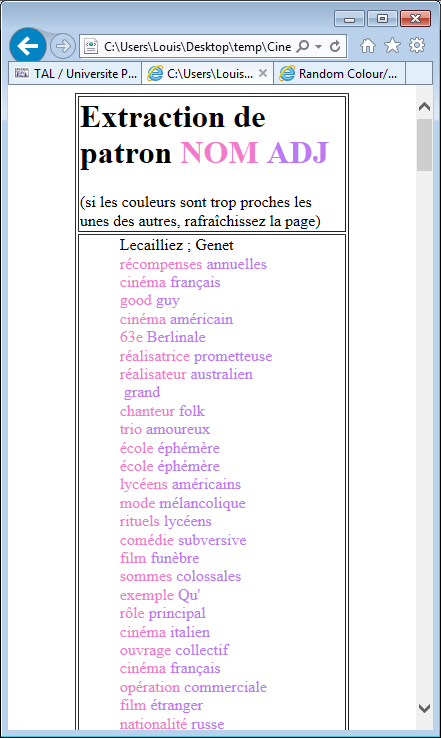 C:\Users\Louis\Desktop\temp\Cine
TAL / Universite P...
C:\Users\Louis...
Random Colour/...
Extraction de
patron NOM ADJ
(si les couleurs sont trop proches les
unes des autres, rafraîchissez la page)
Lecailliez ; Genet
récompenses annuelles
cinéma français
good guy
cinéma américain
63e Berlinale
réalisatrice prometteuse
réalisateur australien
grand
chanteur folk
trio amoureux
école éphémère
école éphémère
lycéens américains
mode mélancolique
rituels lycéens
comédie subversive
film funèbre
sommes colossales
exemple Qu'
rôle principal
cinéma italien
ouvrage collectif
cinéma français
opération commerciale
film étranger
nationalité russe